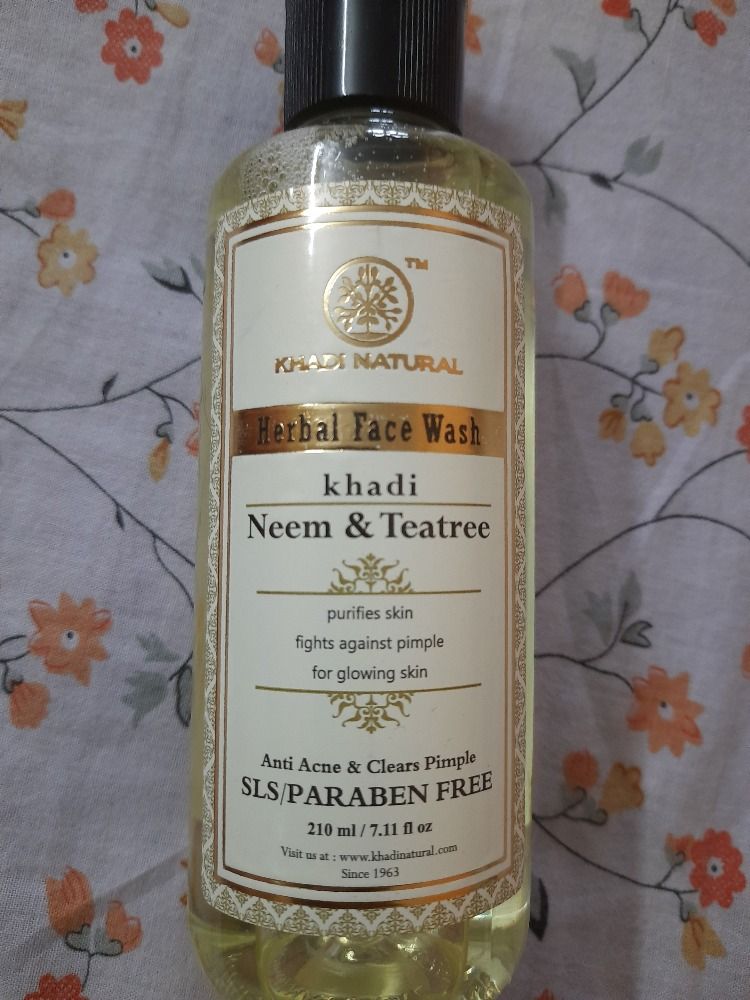 TM
KHADI NATURAL
Herbal Face Wash
khadi
Neem & Teatree
purifies skin
fights against pimple
for glowing skin
Anti Acne & Clears Pimple
SLS/PARABEN FREE
210 ml / 7.11 fl oz
Visit us at : www.khadinatural.com
Since 1963